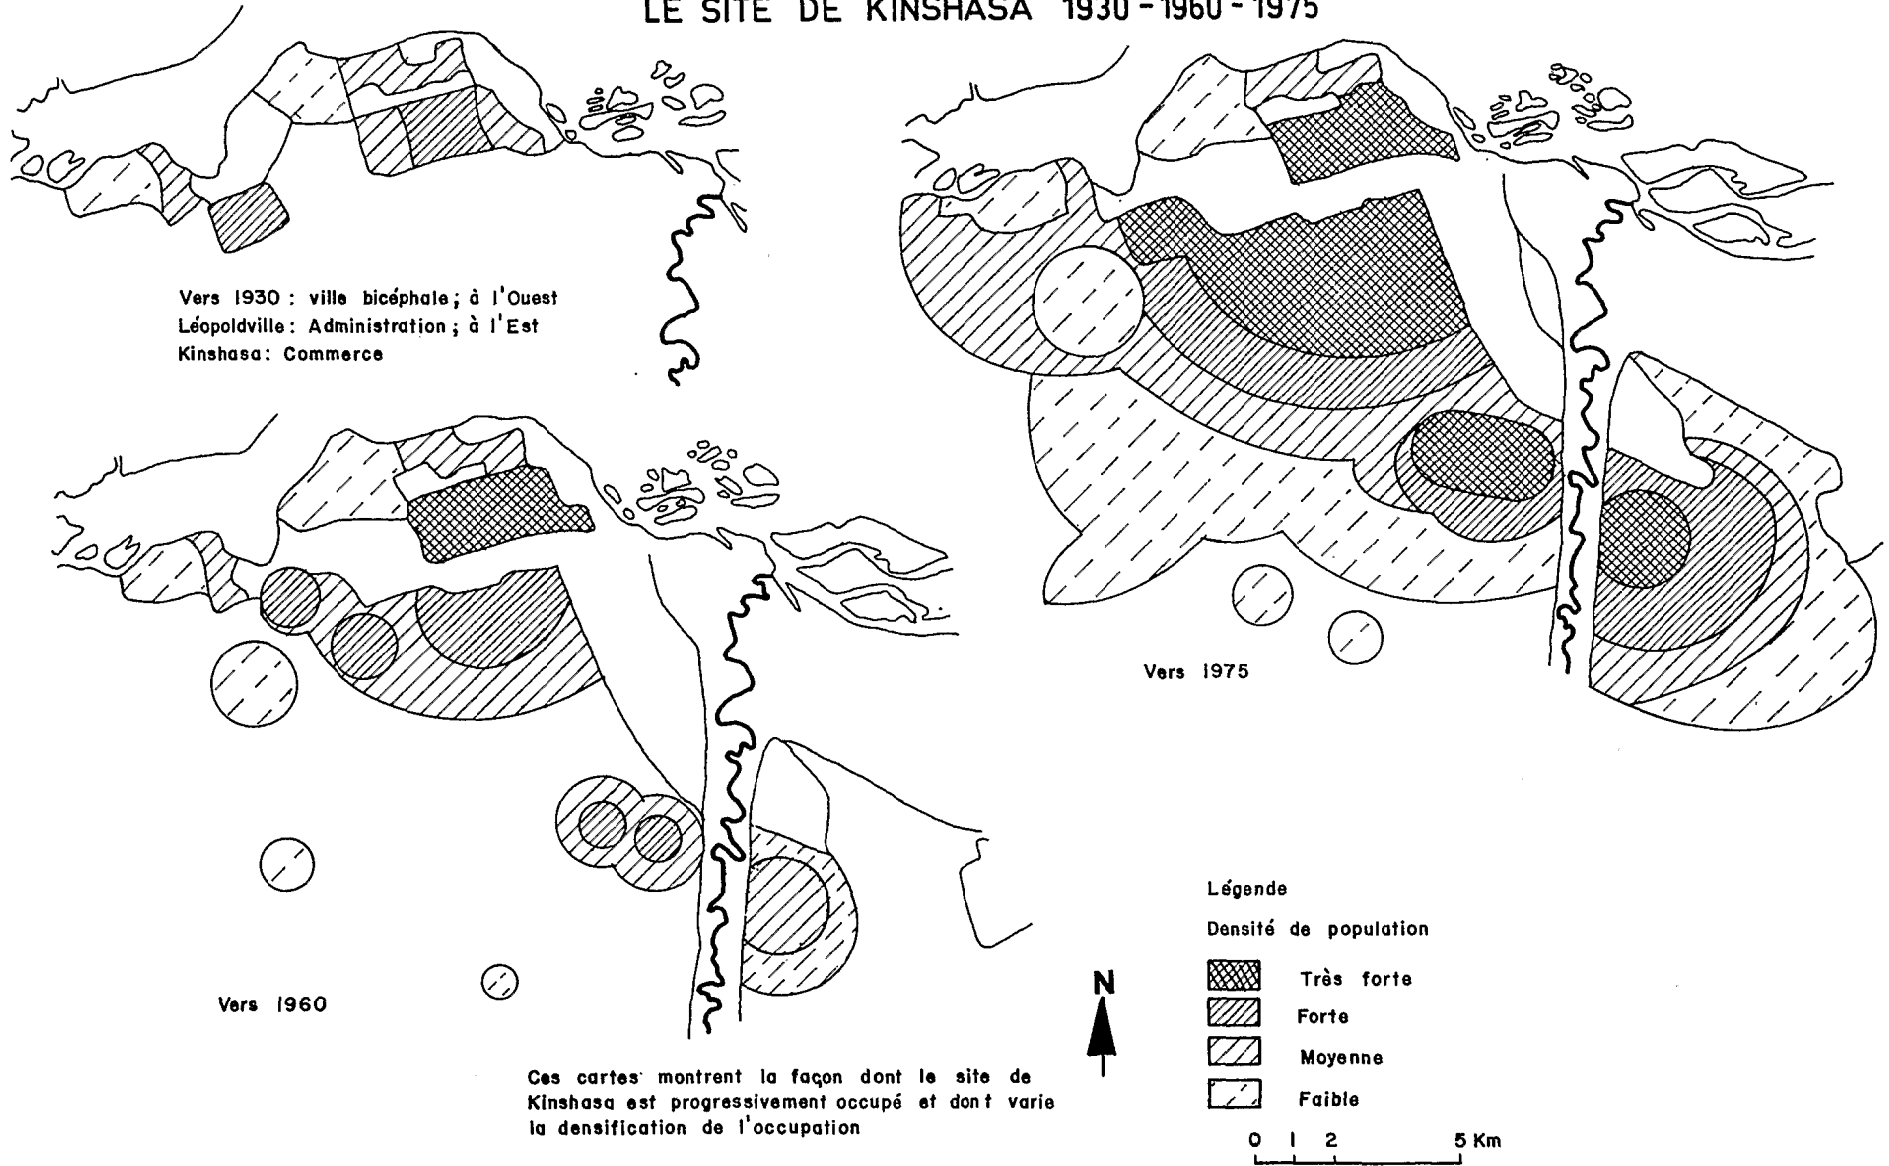 LE SITE DE KINSHASA 1930-1960-1975
Vers 1930 : ville bicéphale ; à l'Ouest
Léopoldville : Administration ; à l'Est
Kinshasa : Commerce
Vers 1975
Vers 1960
Légende
Densité de population
Très forte
Forte
Moyenne
Faible
N
Ces cartes montrent la façon dont le site de
Kinshasa est progressivement occupé et dont varie
la densification de l'occupation
0 1 2 5 Km